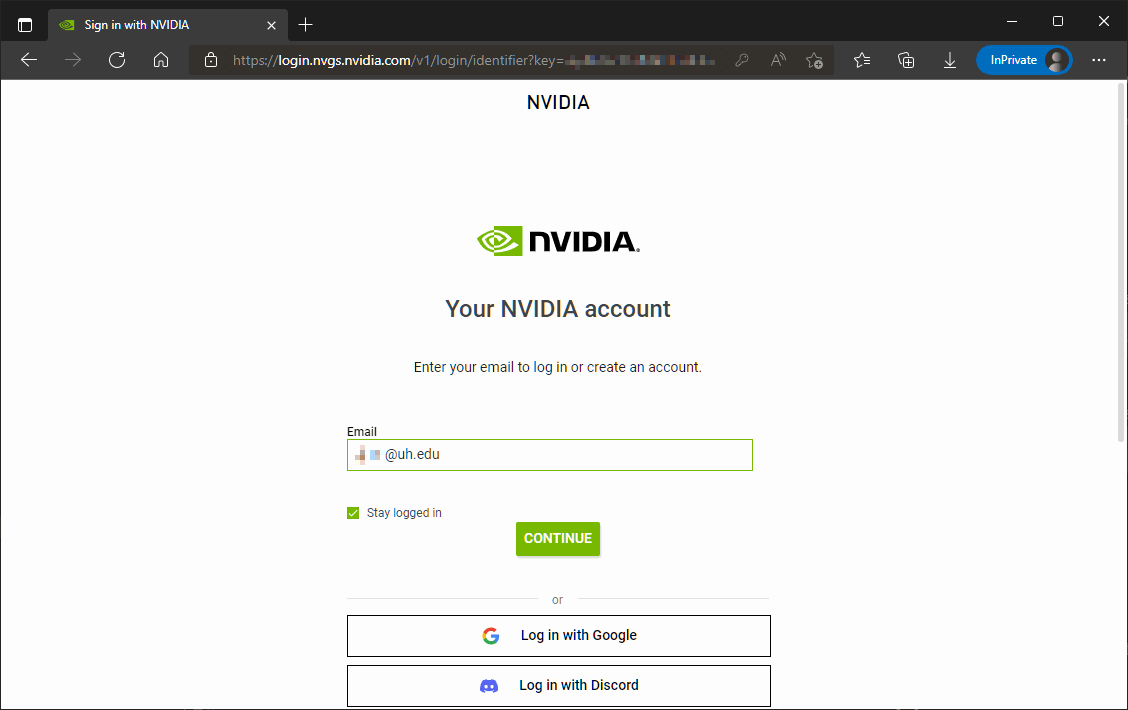 Sign in with NVIDIA
https://login.nvgs.nvidia.com/v1/login/identifier?key=
InPrivate
NVIDIA
NVIDIA.
Your NVIDIA account
Enter your email to log in or create an account.
Email
@uh.edu
Stay logged in
CONTINUE
or
Log in with Google
Log in with Discord